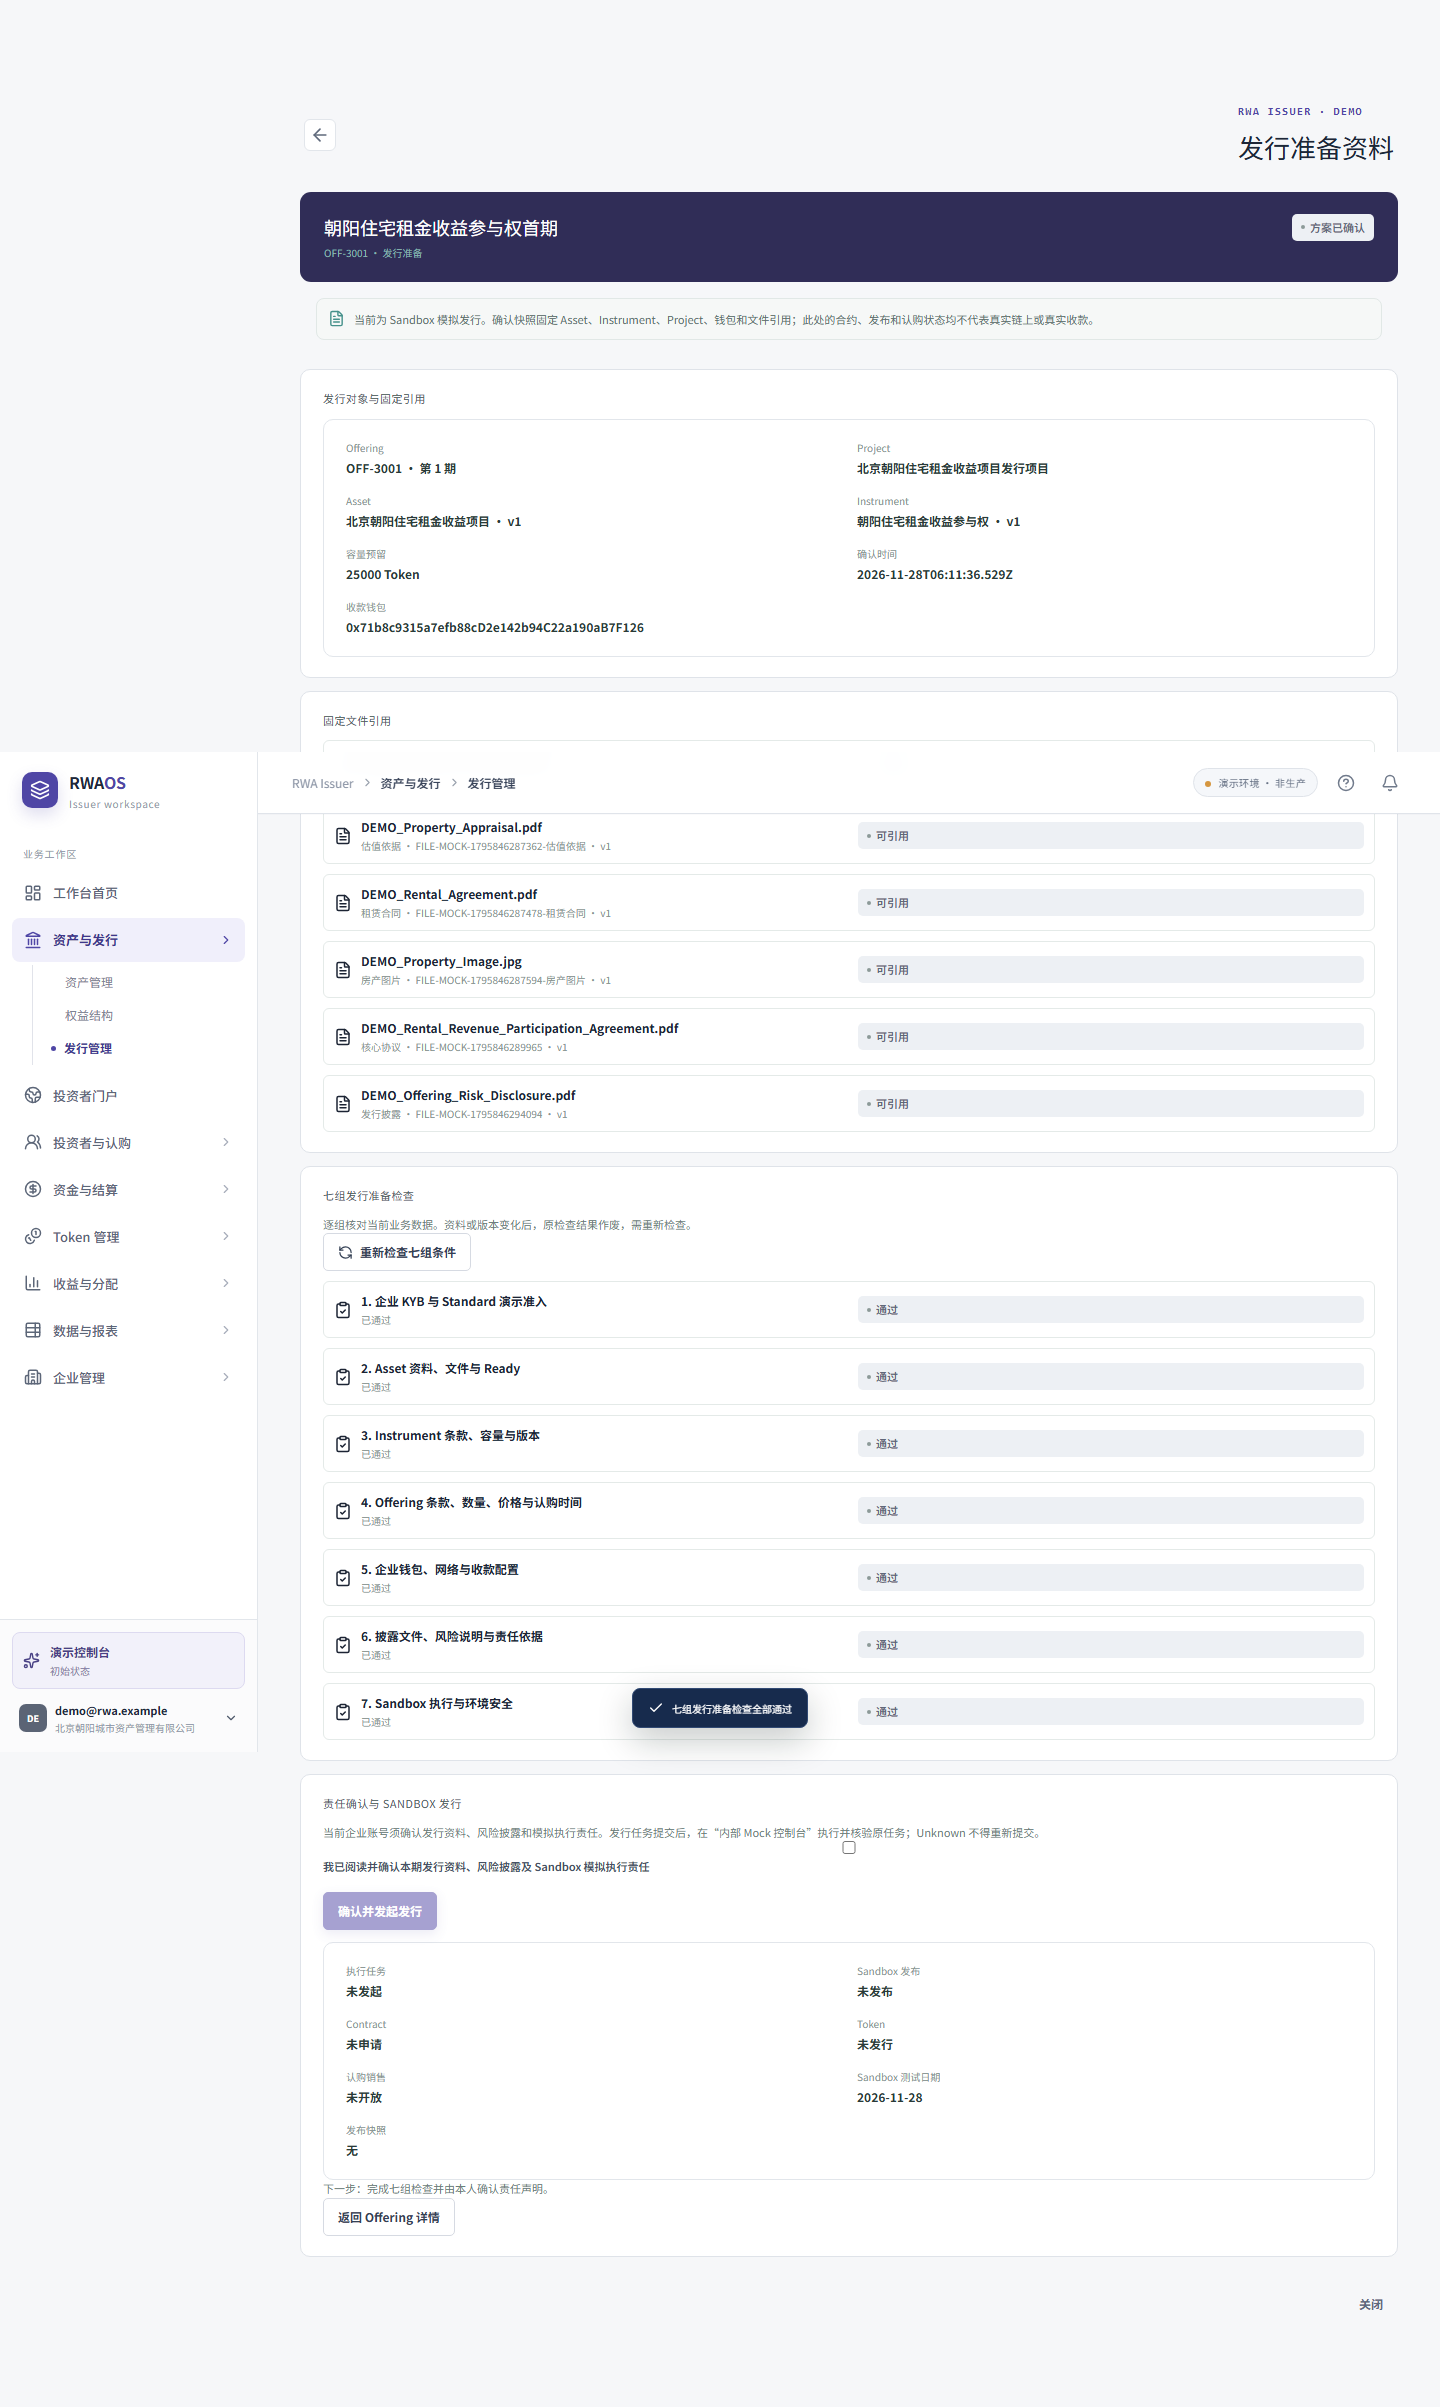 RWA ISSUER · DEMO
发行准备资料
朝阳住宅租金收益参与权首期
OFF-3001 · 发行准备
方案已确认
当前为 Sandbox 模拟发行。确认快照固定 Asset、Instrument、Project、钱包和文件引用；此处的合约、发布和认购状态均不代表真实链上或真实收款。
发行对象与固定引用
Offering
OFF-3001 · 第 1 期
Project
北京朝阳住宅租金收益项目发行项目
Asset
北京朝阳住宅租金收益项目 · v1
Instrument
朝阳住宅租金收益参与权 · v1
容量预留
25000 Token
确认时间
2026-11-28T06:11:36.529Z
收款钱包
0x71b8c9315a7efb88cD2e142b94C22a190aB7F126
固定文件引用
RWAOS
Issuer workspace
RWA Issuer > 资产与发行 > 发行管理
演示环境 · 非生产
业务工作区
工作台首页
资产与发行
资产管理
权益结构
发行管理
投资者门户
投资者与认购
资金与结算
Token 管理
收益与分配
数据与报表
企业管理
演示控制台
初始状态
DE
demo@rwa.example
北京朝阳城市资产管理有限公司
DEMO_Property_Appraisal.pdf
估值依据 · FILE-MOCK-1795846287362-估值依据 · v1
可引用
DEMO_Rental_Agreement.pdf
租赁合同 · FILE-MOCK-1795846287478-租赁合同 · v1
可引用
DEMO_Property_Image.jpg
房产图片 · FILE-MOCK-1795846287594-房产图片 · v1
可引用
DEMO_Rental_Revenue_Participation_Agreement.pdf
核心协议 · FILE-MOCK-1795846289965 · v1
可引用
DEMO_Offering_Risk_Disclosure.pdf
发行披露 · FILE-MOCK-1795846294094 · v1
可引用
七组发行准备检查
逐组核对当前业务数据。资料或版本变化后，原检查结果作废，需重新检查。
重新检查七组条件
1. 企业 KYB 与 Standard 演示准入
已通过
通过
2. Asset 资料、文件与 Ready
已通过
通过
3. Instrument 条款、容量与版本
已通过
通过
4. Offering 条款、数量、价格与认购时间
已通过
通过
5. 企业钱包、网络与收款配置
已通过
通过
6. 披露文件、风险说明与责任依据
已通过
通过
7. Sandbox 执行与环境安全
已通过
通过
七组发行准备检查全部通过
责任确认与 SANDBOX 发行
当前企业账号须确认发行资料、风险披露和模拟执行责任。发行任务提交后，在“内部 Mock 控制台”执行并核验原任务；Unknown 不得重新提交。
我已阅读并确认本期发行资料、风险披露及 Sandbox 模拟执行责任
确认并发起发行
执行任务
未发起
Sandbox 发布
未发布
Contract
未申请
Token
未发行
认购销售
未开放
Sandbox 测试日期
2026-11-28
发布快照
无
下一步：完成七组检查并由本人确认责任声明。
返回 Offering 详情
关闭